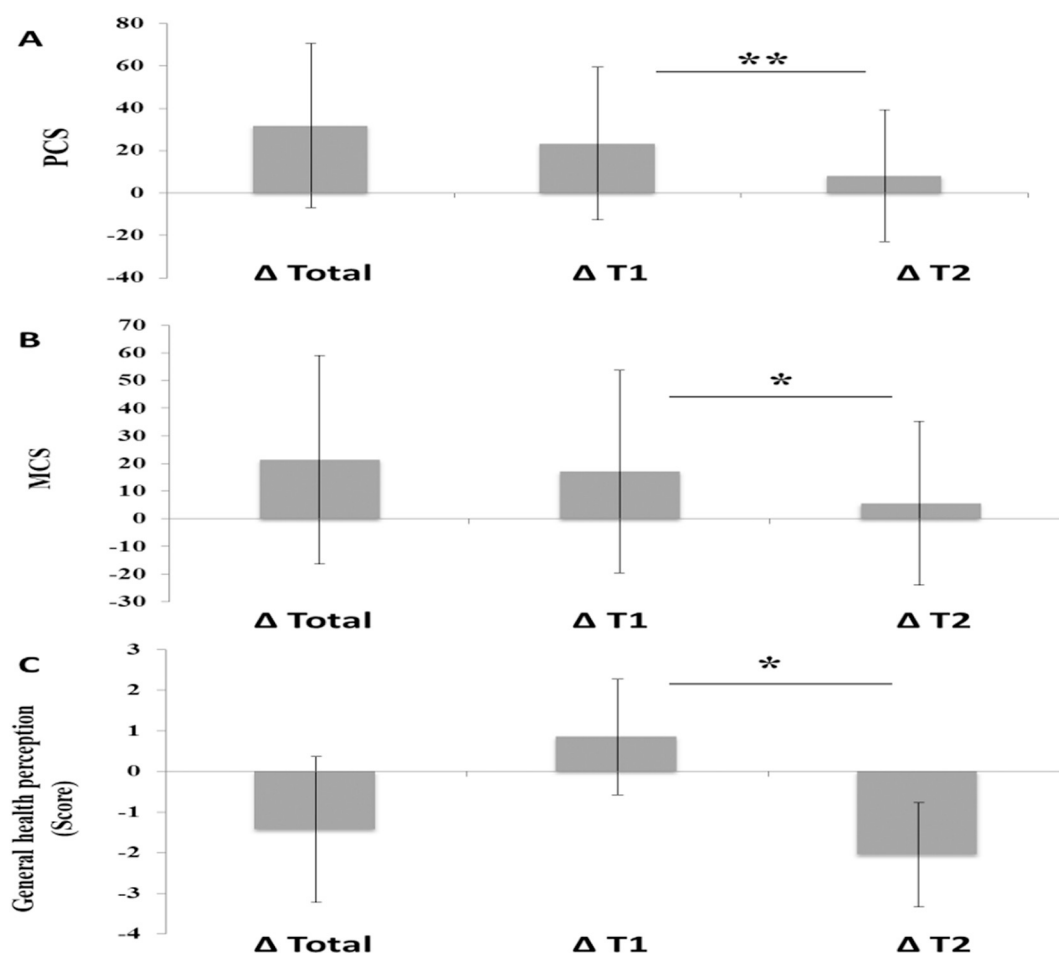 A
PCS
80
60
40
20
0
-20
-40
**
Δ Total
Δ T1
Δ T2
B
MCS
70
60
50
40
30
20
10
0
-10
-20
-30
*
Δ Total
Δ T1
Δ T2
C
General health perception
(Score)
3
2
1
0
-1
-2
-3
-4
*
Δ Total
Δ T1
Δ T2